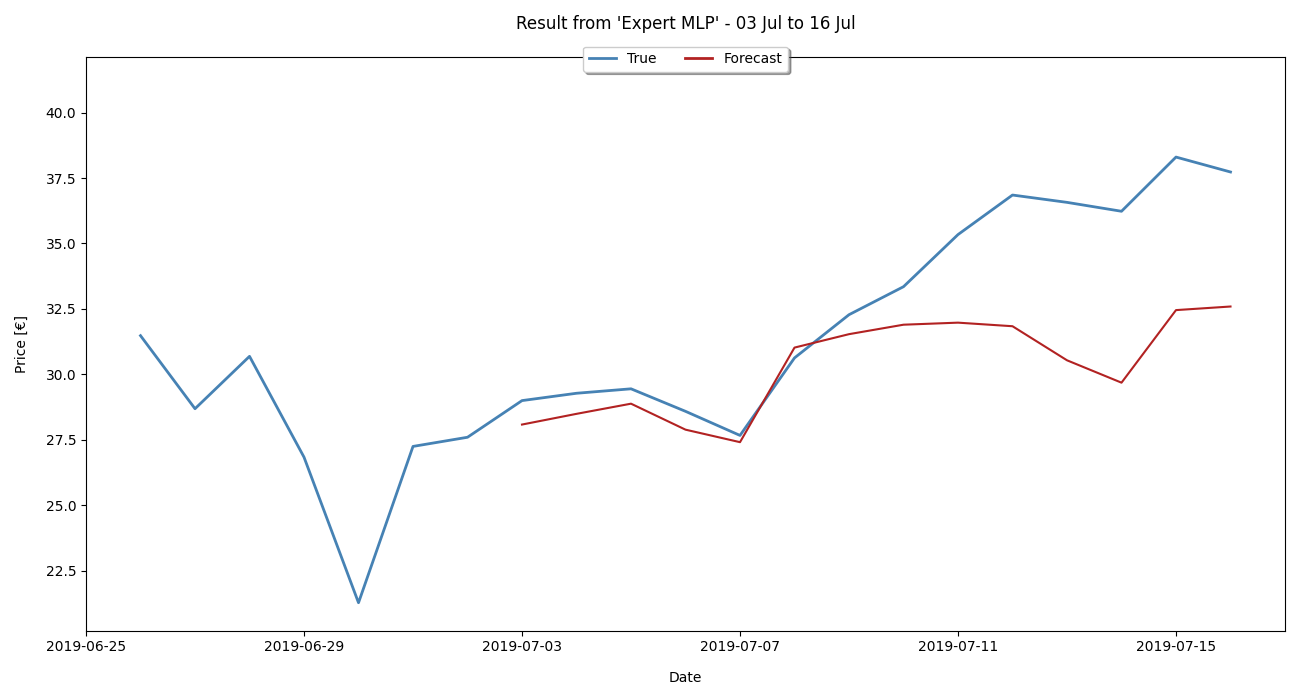 Result from 'Expert MLP' - 03 Jul to 16 Jul
True Forecast
40.0
37.5
35.0
32.5
30.0
27.5
25.0
22.5
Price [€]
2019-06-25 2019-06-29 2019-07-03 2019-07-07 2019-07-11 2019-07-15
Date